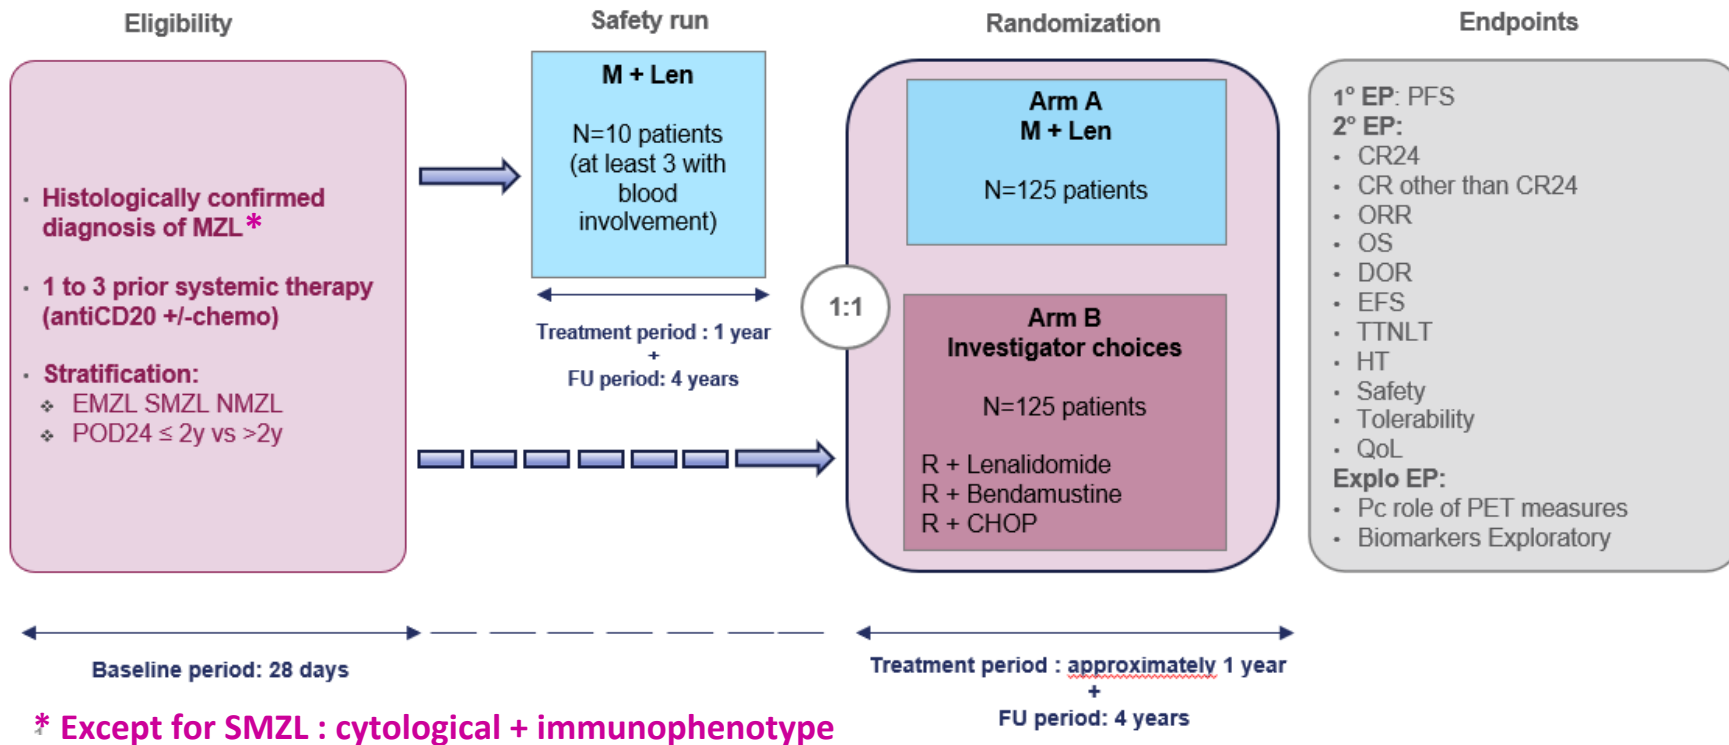 Eligibility
Safety run
Randomization
Endpoints
· Histologically confirmed
diagnosis of MZL*
· 1 to 3 prior systemic therapy
(antiCD20 +/-chemo)
· Stratification:
❖ EMZL SMZL NMZL
❖ POD24 ≤ 2y vs >2y
M + Len
N=10 patients
(at least 3 with
blood
involvement)
Treatment period : 1 year
+
FU period: 4 years
1:1
Arm A
M + Len
N=125 patients
Arm B
Investigator choices
N=125 patients
R + Lenalidomide
R + Bendamustine
R + CHOP
1° EP: PFS
2° EP:
· CR24
· CR other than CR24
· ORR
· OS
· DOR
· EFS
· TTNLT
· HT
· Safety
· Tolerability
· QoL
Explo EP:
· Pc role of PET measures
· Biomarkers Exploratory
Baseline period: 28 days
Treatment period : approximately 1 year
+
FU period: 4 years
* Except for SMZL : cytological + immunophenotype